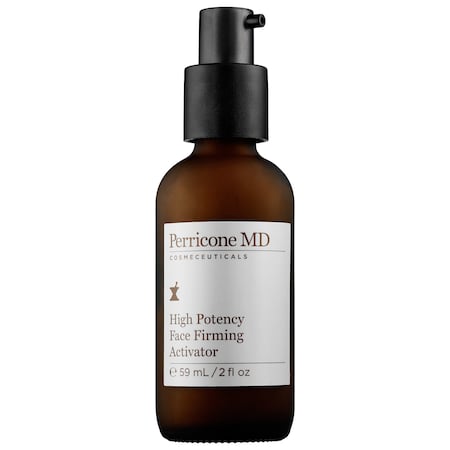 Perricone MD
COSMECEUTICALS
High Potency
Face Firming
Activator
℮ 59 mL / 2 fl oz